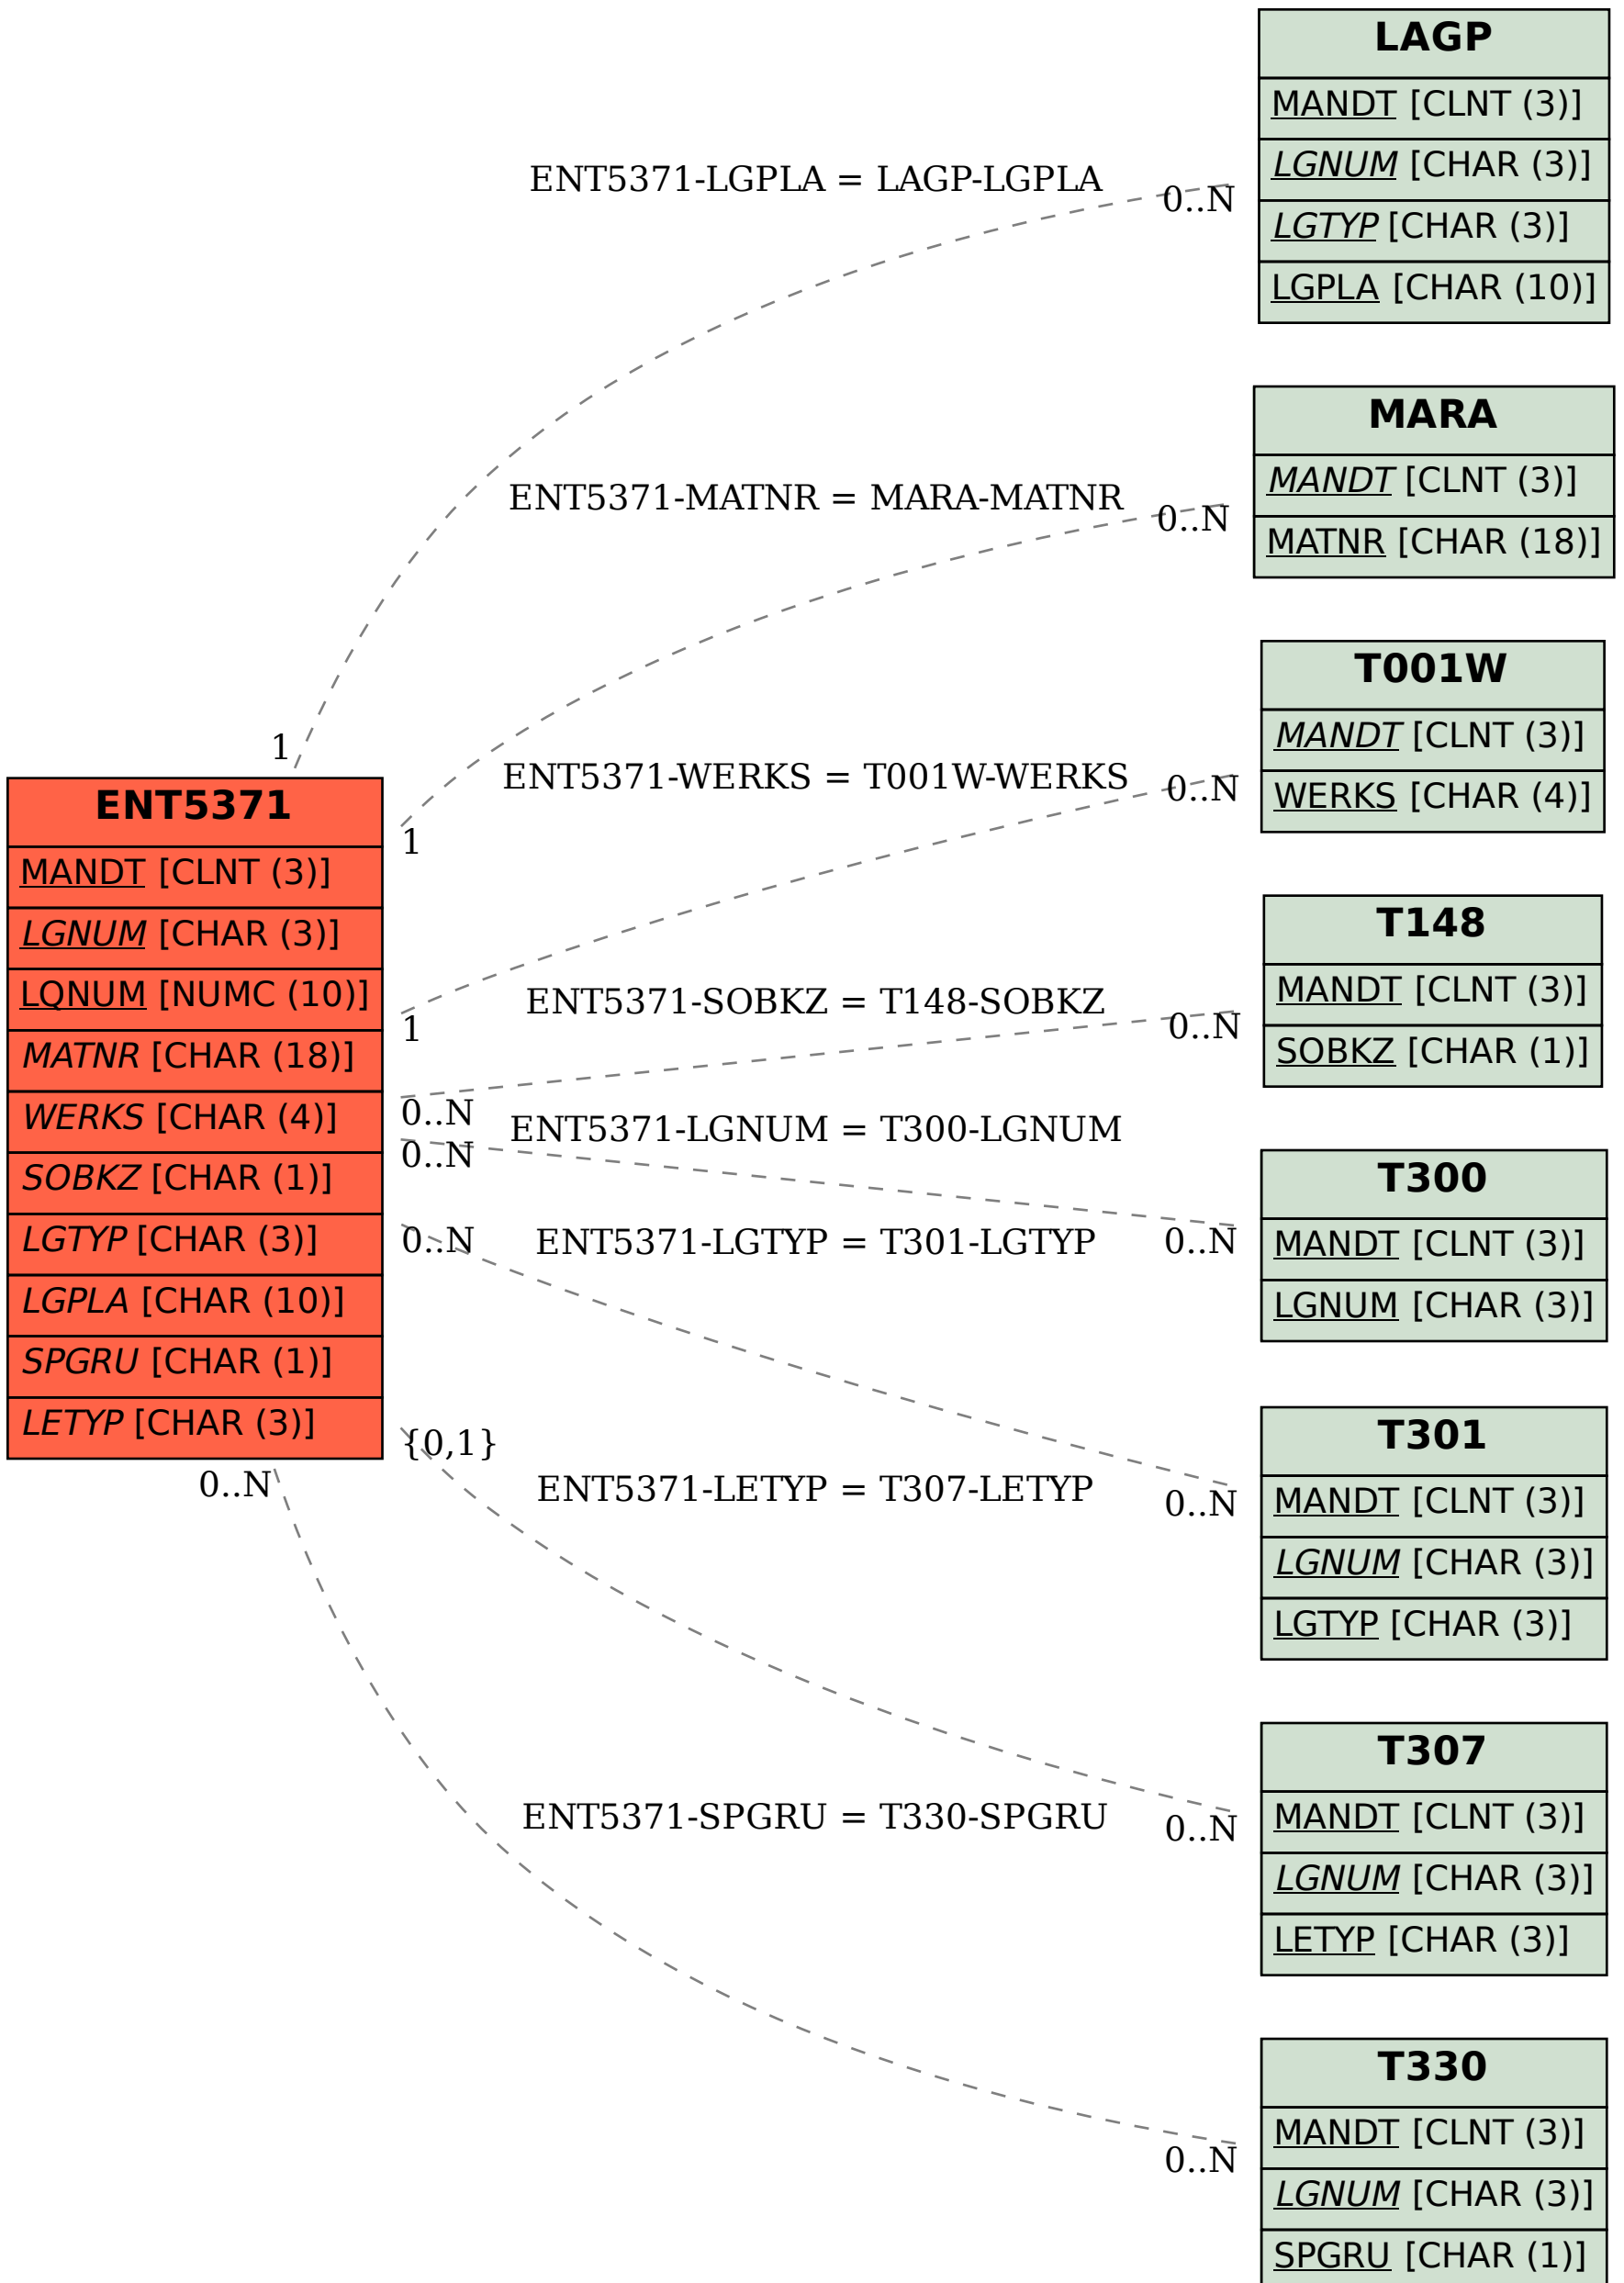 LAGP
MANDT [CLNT (3)]
LGNUM [CHAR (3)]
LGTYP [CHAR (3)]
LGPLA [CHAR (10)]
ENT5371-LGPLA = LAGP-LGPLA
0..N
1
MARA
MANDT [CLNT (3)]
MATNR [CHAR (18)]
ENT5371-MATNR = MARA-MATNR
0..N
1
T001W
MANDT [CLNT (3)]
WERKS [CHAR (4)]
ENT5371-WERKS = T001W-WERKS
0..N
1
ENT5371
MANDT [CLNT (3)]
LGNUM [CHAR (3)]
LQNUM [NUMC (10)]
MATNR [CHAR (18)]
WERKS [CHAR (4)]
SOBKZ [CHAR (1)]
LGTYP [CHAR (3)]
LGPLA [CHAR (10)]
SPGRU [CHAR (1)]
LETYP [CHAR (3)]
T148
MANDT [CLNT (3)]
SOBKZ [CHAR (1)]
ENT5371-SOBKZ = T148-SOBKZ
0..N
0..N
ENT5371-LGNUM = T300-LGNUM
0..N
0..N
T300
MANDT [CLNT (3)]
LGNUM [CHAR (3)]
ENT5371-LGTYP = T301-LGTYP
0..N
0..N
T301
MANDT [CLNT (3)]
LGNUM [CHAR (3)]
LGTYP [CHAR (3)]
{0,1}
ENT5371-LETYP = T307-LETYP
0..N
T307
MANDT [CLNT (3)]
LGNUM [CHAR (3)]
LETYP [CHAR (3)]
0..N
ENT5371-SPGRU = T330-SPGRU
0..N
T330
MANDT [CLNT (3)]
LGNUM [CHAR (3)]
SPGRU [CHAR (1)]